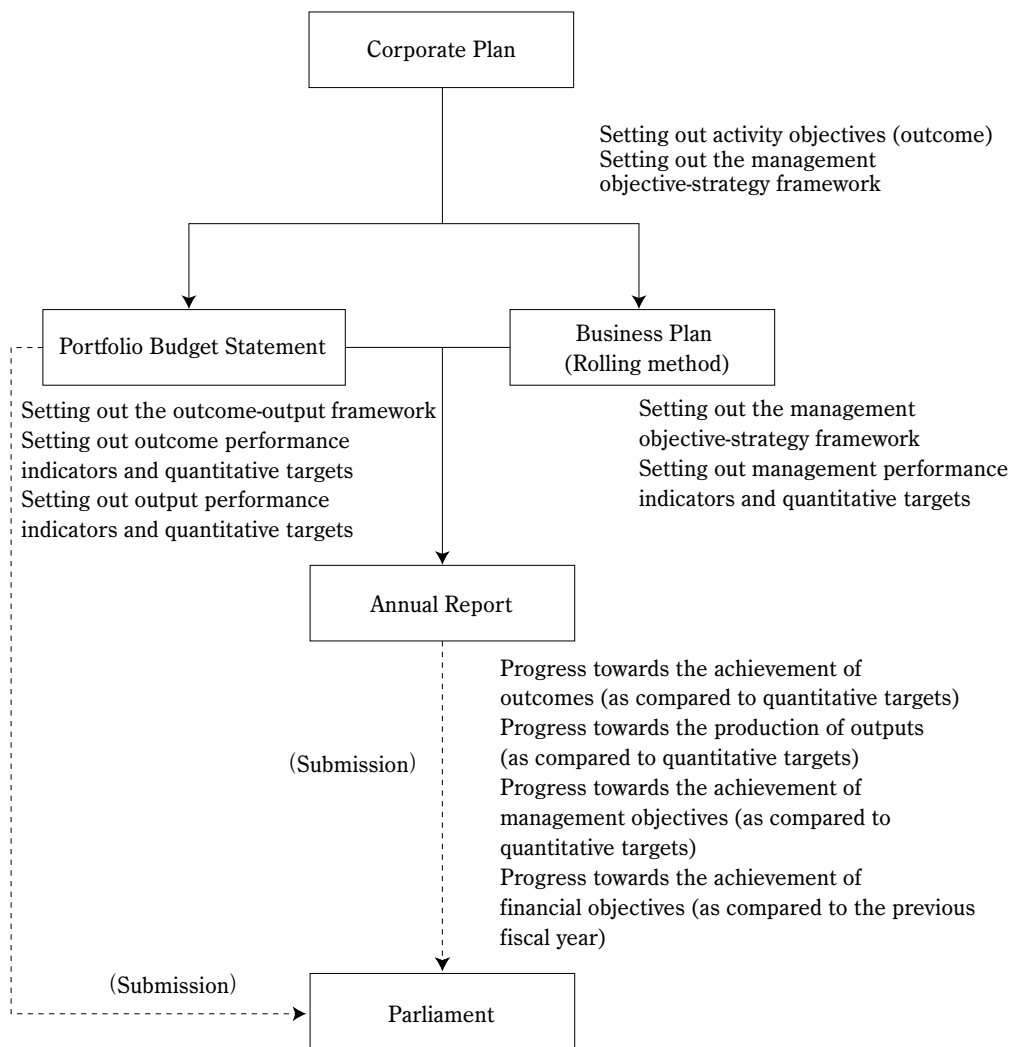 Corporate Plan
Setting out activity objectives (outcome)
Setting out the management
objective-strategy framework
Portfolio Budget Statement
Business Plan
(Rolling method)
Setting out the outcome-output framework
Setting out outcome performance
indicators and quantitative targets
Setting out output performance
indicators and quantitative targets
Setting out the management
objective-strategy framework
Setting out management performance
indicators and quantitative targets
Annual Report
Progress towards the achievement of
outcomes (as compared to quantitative targets)
Progress towards the production of outputs
(as compared to quantitative targets)
Progress towards the achievement of
management objectives (as compared to
quantitative targets)
Progress towards the achievement of
financial objectives (as compared to the previous
fiscal year)
(Submission)
(Submission)
Parliament